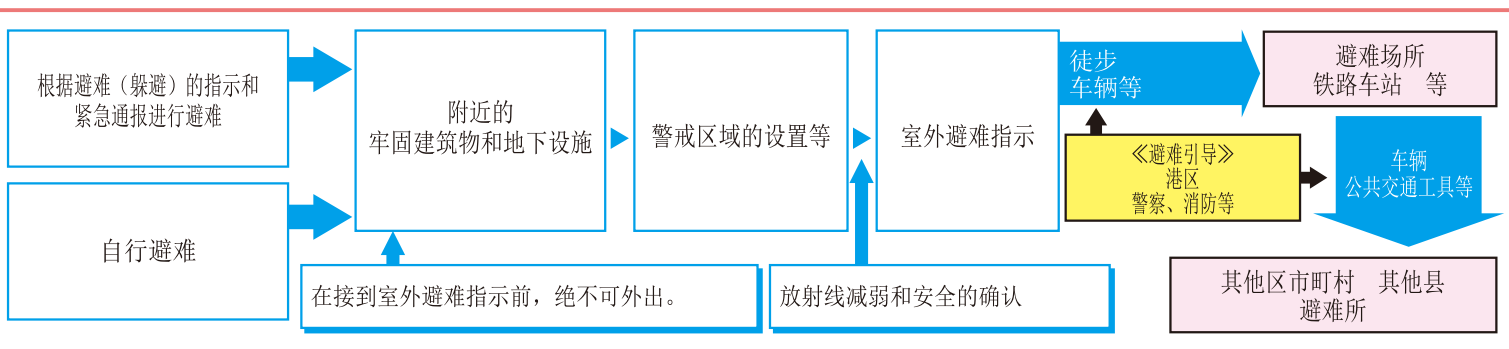 根据避难（躲避）的指示和
紧急通报进行避难
自行避难
附近的
牢固建筑物和地下设施
在接到室外避难指示前，绝不可外出。
警戒区域的设置等
放射线减弱和安全的确认
室外避难指示
徒步
车辆等
《避难引导》
港区
警察、消防等
避难场所
铁路车站　等
车辆
公共交通工具等
其他区市町村　其他县
避难所